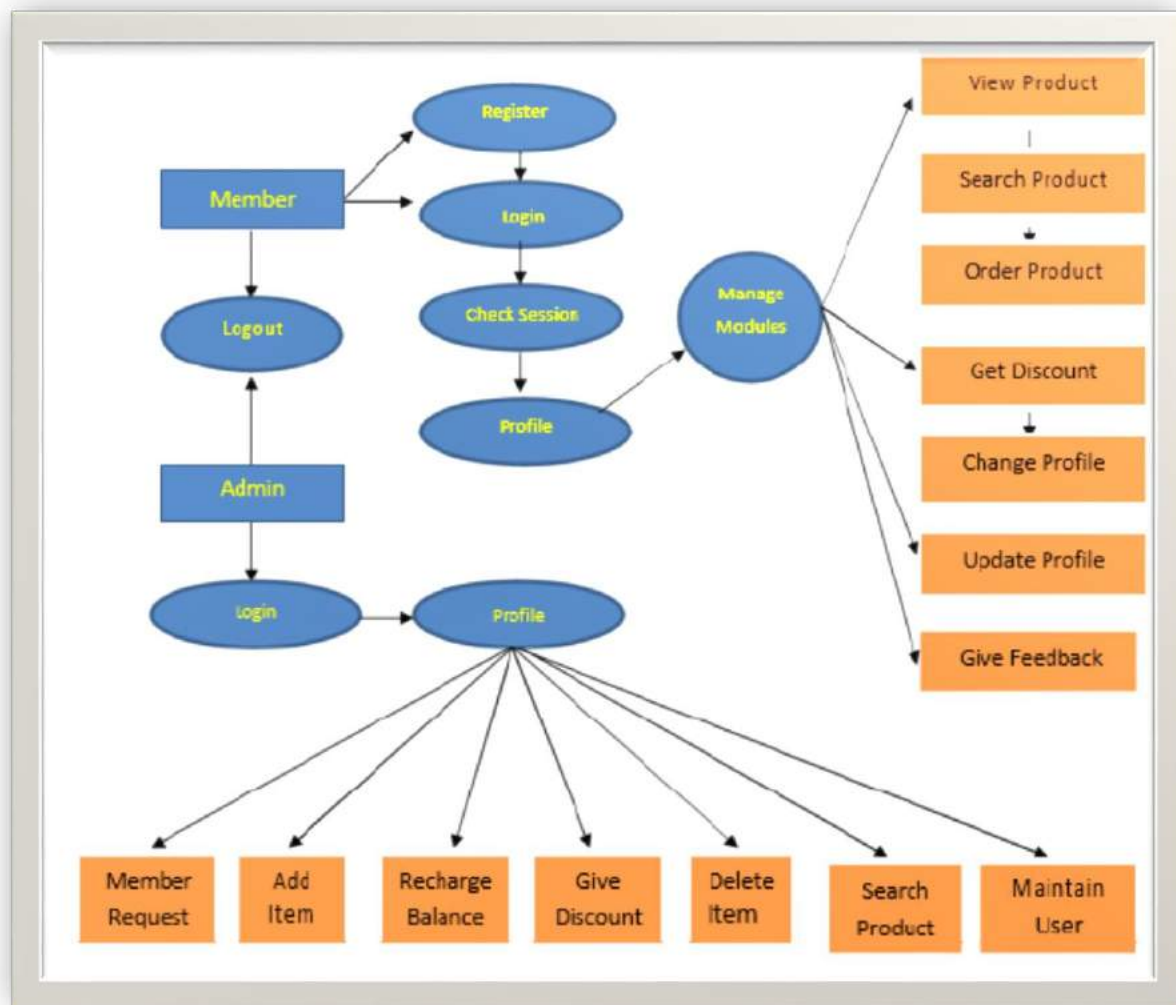 Register
Member
Login
Check Session
Logout
Profile
Admin
Login
Profile
Manage
Modules
View Product
Search Product
Order Product
Get Discount
Change Profile
Update Profile
Give Feedback
Member
Request
Add
Item
Recharge
Balance
Give
Discount
Delete
Item
Search
Product
Maintain
User